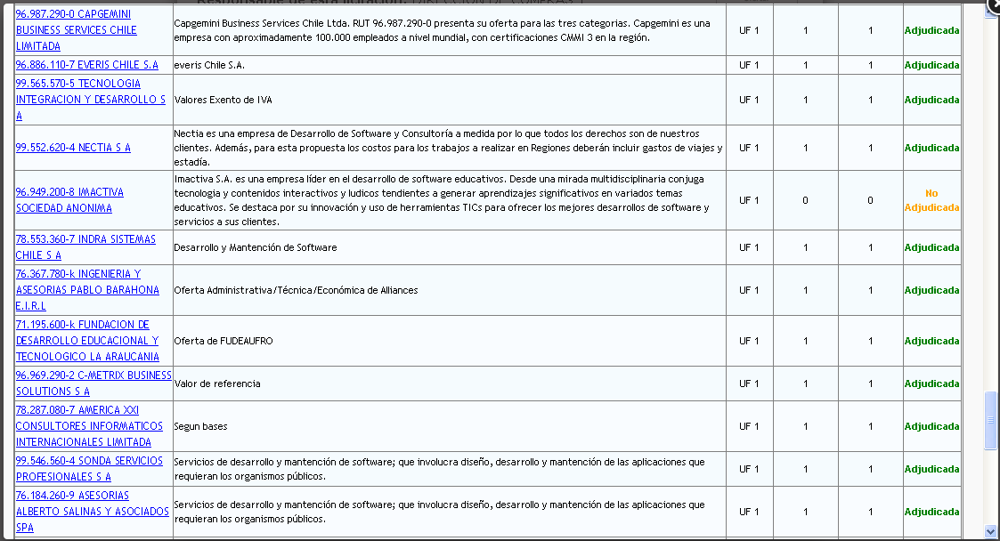 96.987.290-0 CAPGEMINI
BUSINESS SERVICES CHILE
LIMITADA
Capgemini Business Services Chile Ltda. RUT 96.987.290-0 presenta su oferta para las tres categorias. Capgemini es una
empresa con aproximadamente 100.000 empleados a nivel mundial, con certificaciones CMMI 3 en la región.
UF 1
1
1
Adjudicada
96.886.110-7 EVERIS CHILE S.A
everis Chile S.A.
UF 1
1
1
Adjudicada
99.565.570-5 TECNOLOGIA
INTEGRACION Y DESARROLLO S
A
Valores Exento de IVA
UF 1
1
1
Adjudicada
99.552.620-4 NECTIA S A
Nectia es una empresa de Desarrollo de Software y Consultoría a medida por lo que todos los derechos son de nuestros
clientes. Además, para esta propuesta los costos para los trabajos a realizar en Regiones deberán incluir gastos de viajes y
estadía.
UF 1
1
1
Adjudicada
96.949.200-8 IMACTIVA
SOCIEDAD ANONIMA
Imactiva S.A. es una empresa líder en el desarrollo de software educativos. Desde una mirada multidisciplinaria conjuga
tecnologia y contenidos interactivos y ludicos tendientes a generar aprendizajes significativos en variados temas
educativos. Se destaca por su innovación y uso de herramientas TICs para ofrecer los mejores desarrollos de software y
servicios a sus clientes.
UF 1
0
0
No
Adjudicada
78.553.360-7 INDRA SISTEMAS
CHILE S A
Desarrollo y Mantención de Software
UF 1
1
1
Adjudicada
76.367.780-k INGENIERIA Y
ASESORIAS PABLO BARAHONA
E.I.R.L
Oferta Administrativa/Técnica/Económica de Alliances
UF 1
1
1
Adjudicada
71.195.600-k FUNDACION DE
DESARROLLO EDUCACIONAL Y
TECNOLOGICO LA ARAUCANIA
Oferta de FUDEAUFRO
UF 1
1
1
Adjudicada
96.969.290-2 C-METRIX BUSINESS
SOLUTIONS S A
Valor de referencia
UF 1
1
1
Adjudicada
78.287.080-7 AMERICA XXI
CONSULTORES INFORMATICOS
INTERNACIONALES LIMITADA
Segun bases
UF 1
1
1
Adjudicada
99.546.560-4 SONDA SERVICIOS
PROFESIONALES S A
Servicios de desarrollo y mantención de software; que involucra diseño, desarrollo y mantención de las aplicaciones que
requieran los organismos públicos.
UF 1
1
1
Adjudicada
76.184.260-9 ASESORIAS
ALBERTO SALINAS Y ASOCIADOS
SPA
Servicios de desarrollo y mantención de software; que involucra diseño, desarrollo y mantención de las aplicaciones que
requieran los organismos públicos.
UF 1
1
1
Adjudicada